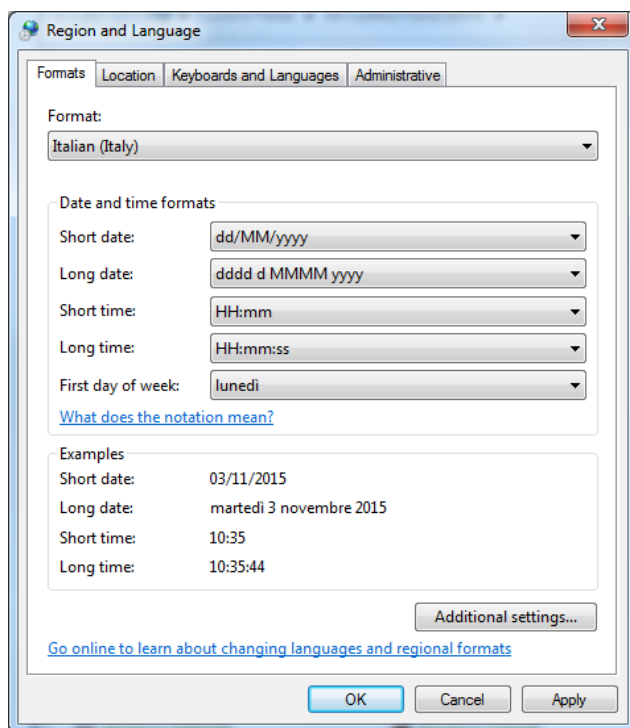 Region and Language
Formats Location Keyboards and Languages Administrative
Format:
Italian (Italy)
Date and time formats
Short date: dd/MM/yyyy
Long date: dddd d MMMM yyyy
Short time: HH:mm
Long time: HH:mm:ss
First day of week: lunedì
What does the notation mean?
Examples
Short date: 03/11/2015
Long date: martedì 3 novembre 2015
Short time: 10:35
Long time: 10:35:44
Additional settings...
Go online to learn about changing languages and regional formats
OK Cancel Apply